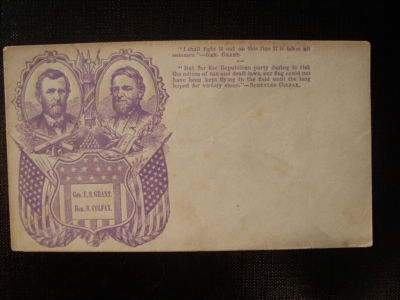 "I shall fight it out on this line if it takes all
summer."—GEN. GRANT.
"But for the Republican party daring to risk
the odium of tax and draft laws, our flag could not
have been kept flying in the field until the long
hoped for victory came."—SCHUYLER COLFAX.
Gen. U. S. GRANT.
Hon. S. COLFAX.